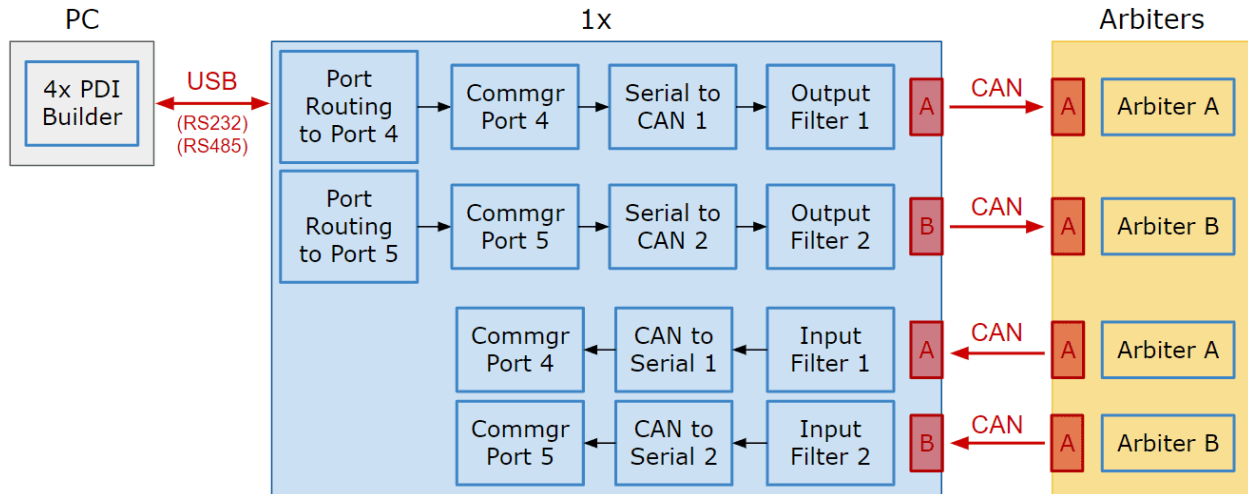 PC
1x
Arbiters
4x PDI
Builder
USB
(RS232)
(RS485)
Port
Routing
to Port 4
Commgr
Port 4
Serial to
CAN 1
Output
Filter 1
A
CAN
A
Arbiter A
Port
Routing
to Port 5
Commgr
Port 5
Serial to
CAN 2
Output
Filter 2
B
CAN
A
Arbiter B
Commgr
Port 4
CAN to
Serial 1
Input
Filter 1
A
CAN
A
Arbiter A
Commgr
Port 5
CAN to
Serial 2
Input
Filter 2
B
CAN
A
Arbiter B